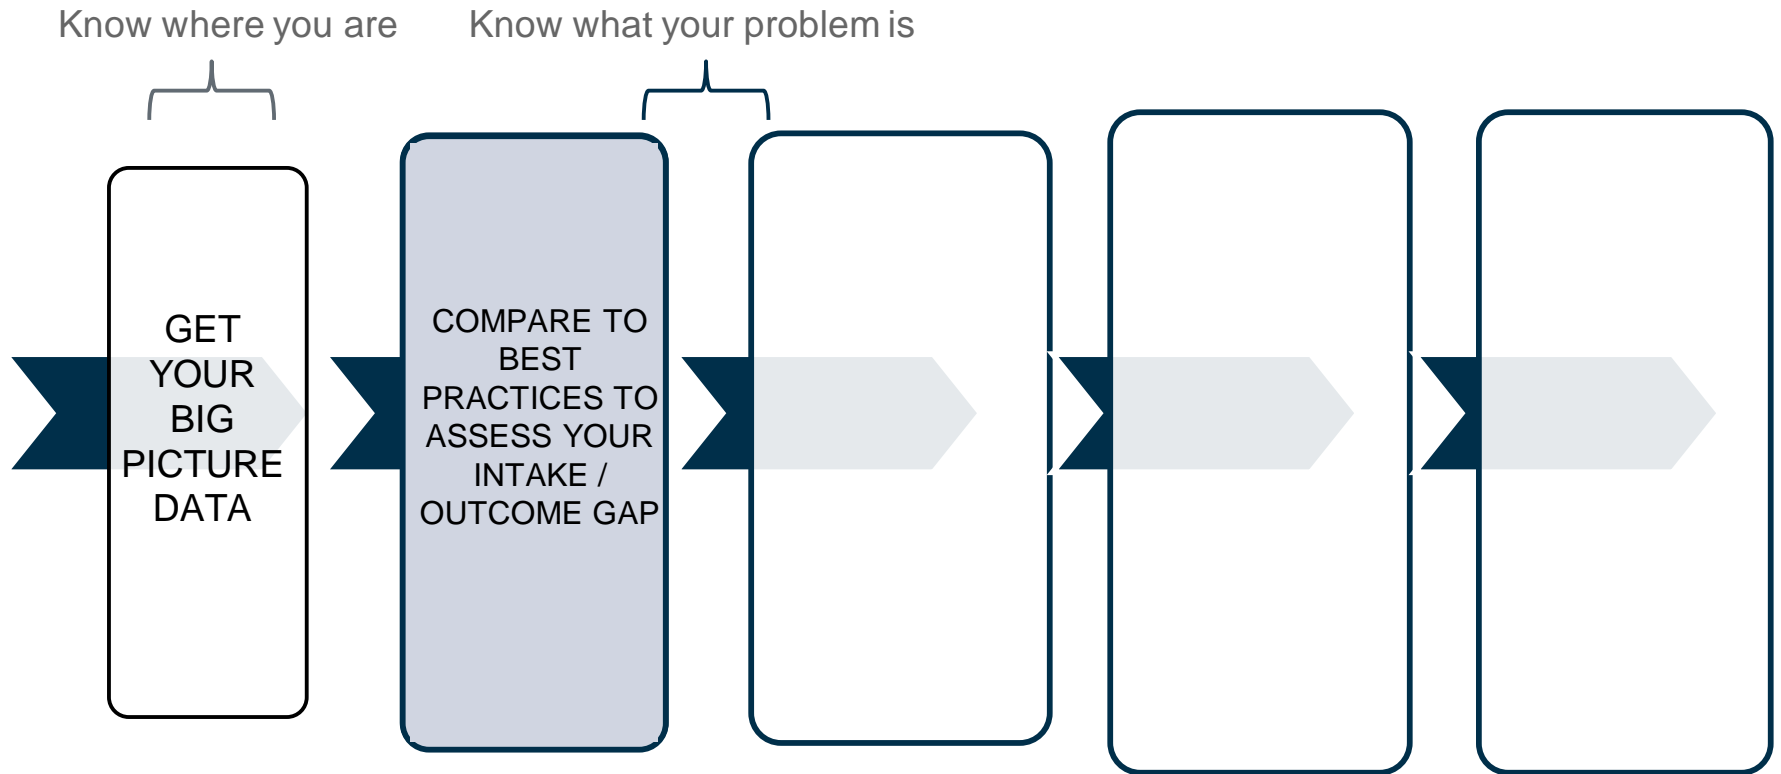 Know where you are
Know what your problem is
GET
YOUR
BIG
PICTURE
DATA
COMPARE TO
BEST
PRACTICES TO
ASSESS YOUR
INTAKE /
OUTCOME GAP